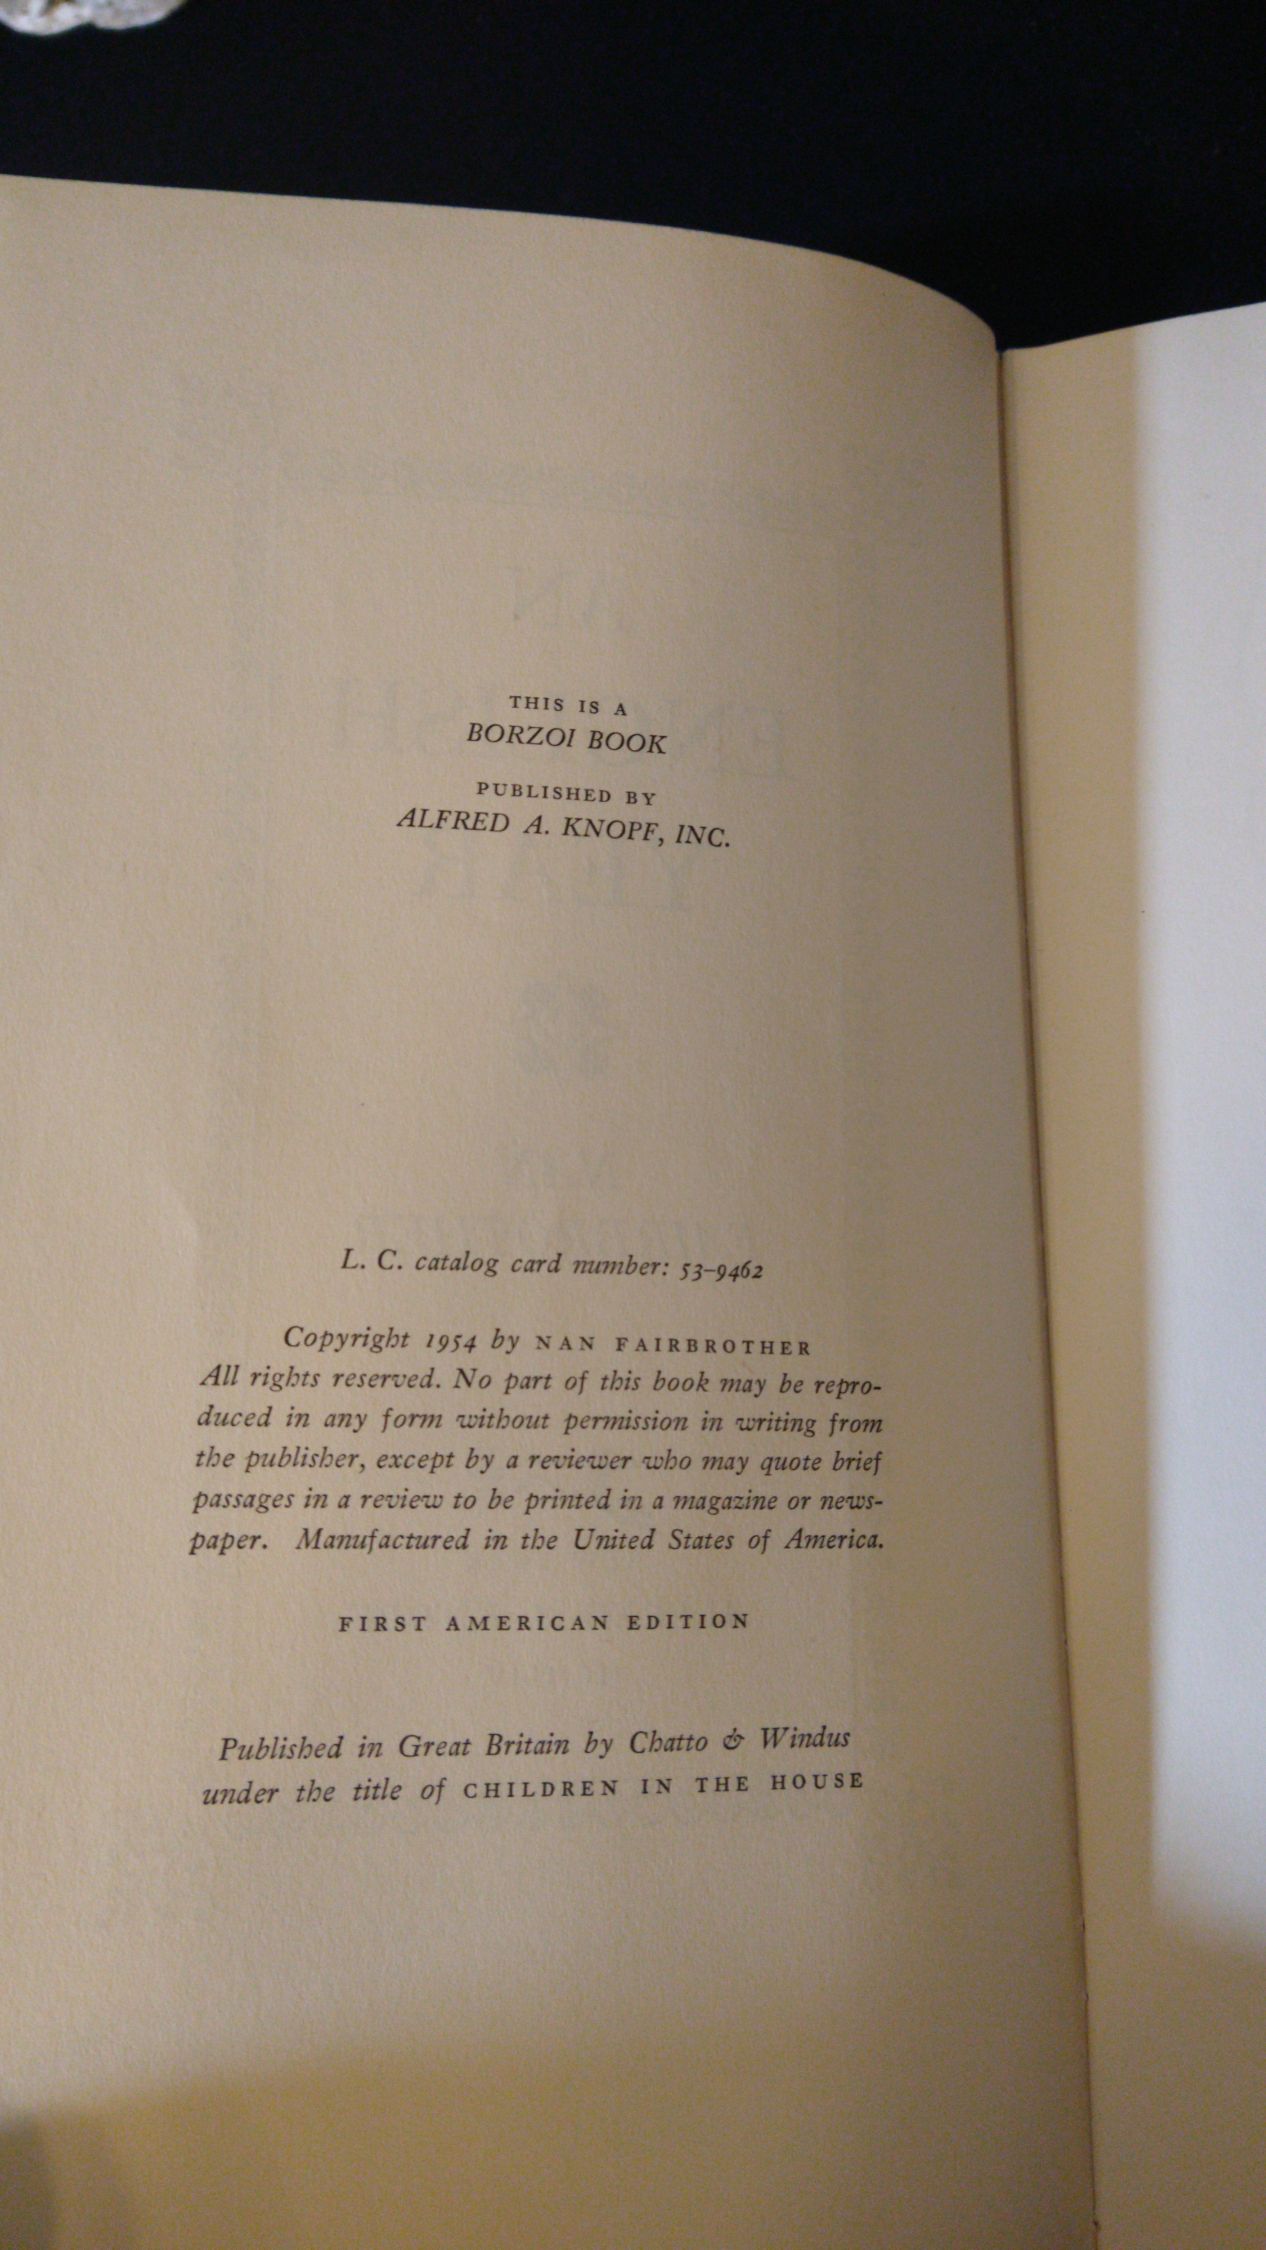 THIS IS A
BORZOI BOOK
PUBLISHED BY
ALFRED A. KNOPF, INC.
L. C. catalog card number: 53-9462
Copyright 1954 by NAN FAIRBROTHER
All rights reserved. No part of this book may be repro-
duced in any form without permission in writing from
the publisher, except by a reviewer who may quote brief
passages in a review to be printed in a magazine or news-
paper. Manufactured in the United States of America.
FIRST AMERICAN EDITION
Published in Great Britain by Chatto & Windus
under the title of CHILDREN IN THE HOUSE